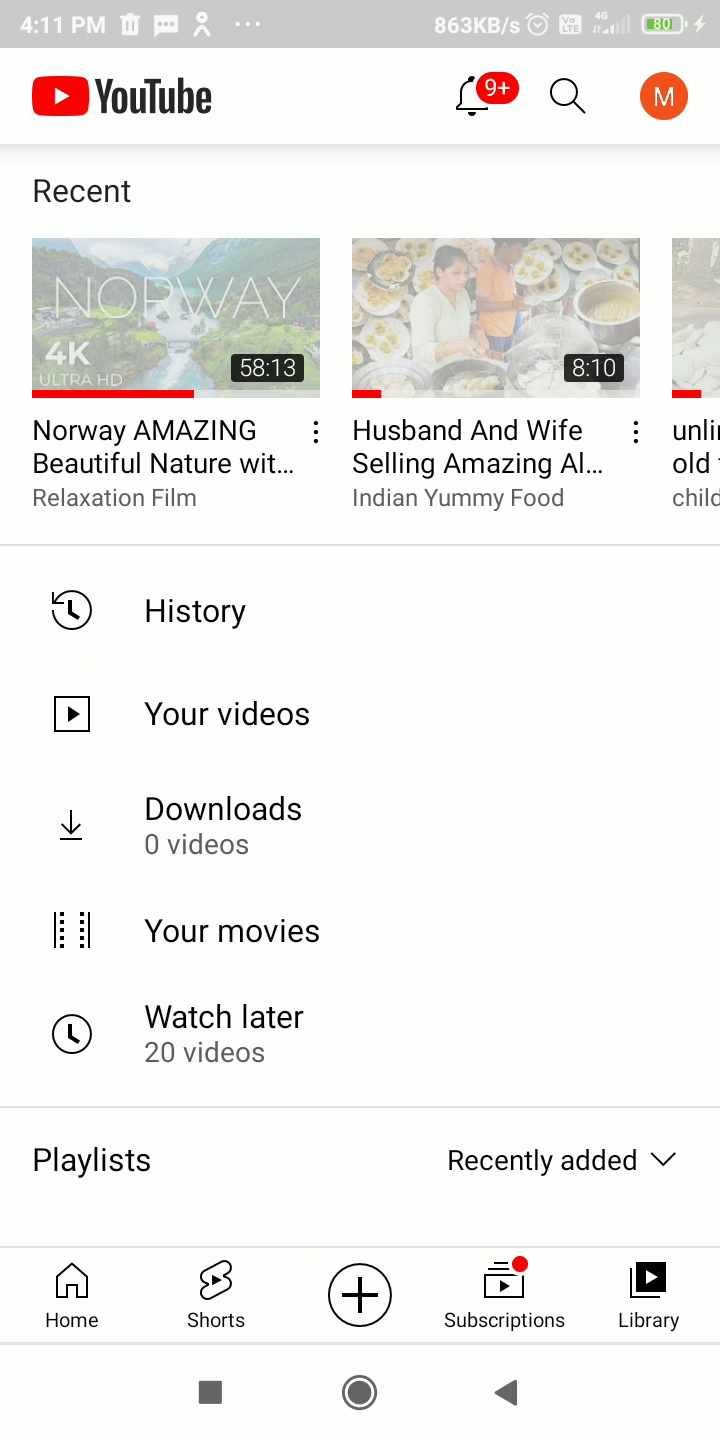 4:11 PM
863KB/s
Vo LTE
4G
80
YouTube
9+
M
Recent
NORWAY
4K
ULTRA HD
58:13
8:10
Norway AMAZING
Beautiful Nature wit...
Relaxation Film
Husband And Wife
Selling Amazing Al...
Indian Yummy Food
unli
old
child
History
Your videos
Downloads
0 videos
Your movies
Watch later
20 videos
Playlists
Recently added
Home
Shorts
Subscriptions
Library